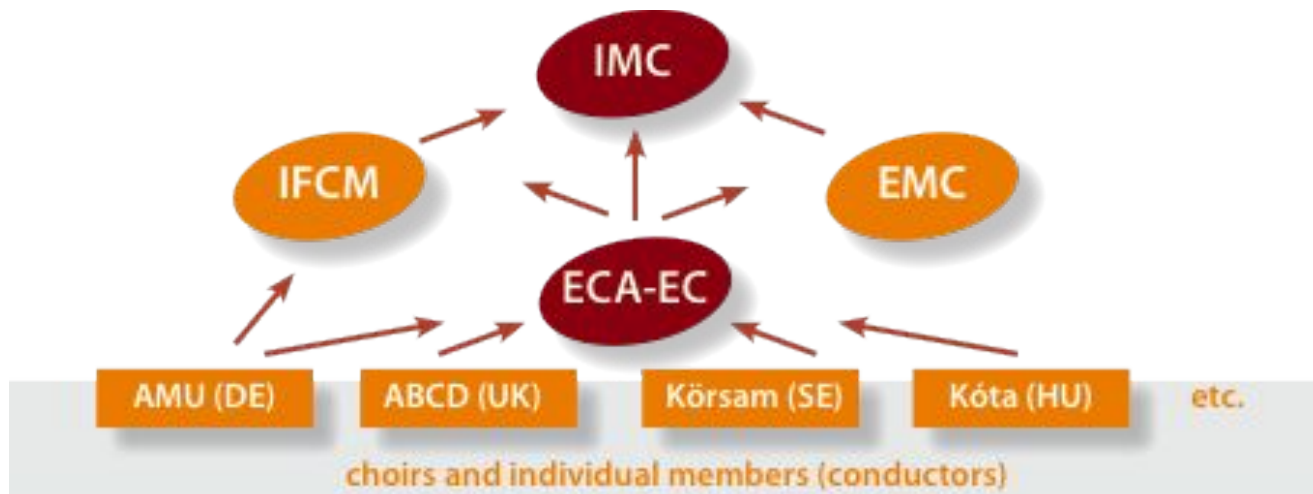 IMC
IFCM
EMC
ECA-EC
AMU (DE)
ABCD (UK)
Körsam (SE)
Kóta (HU)
etc.
choirs and individual members (conductors)